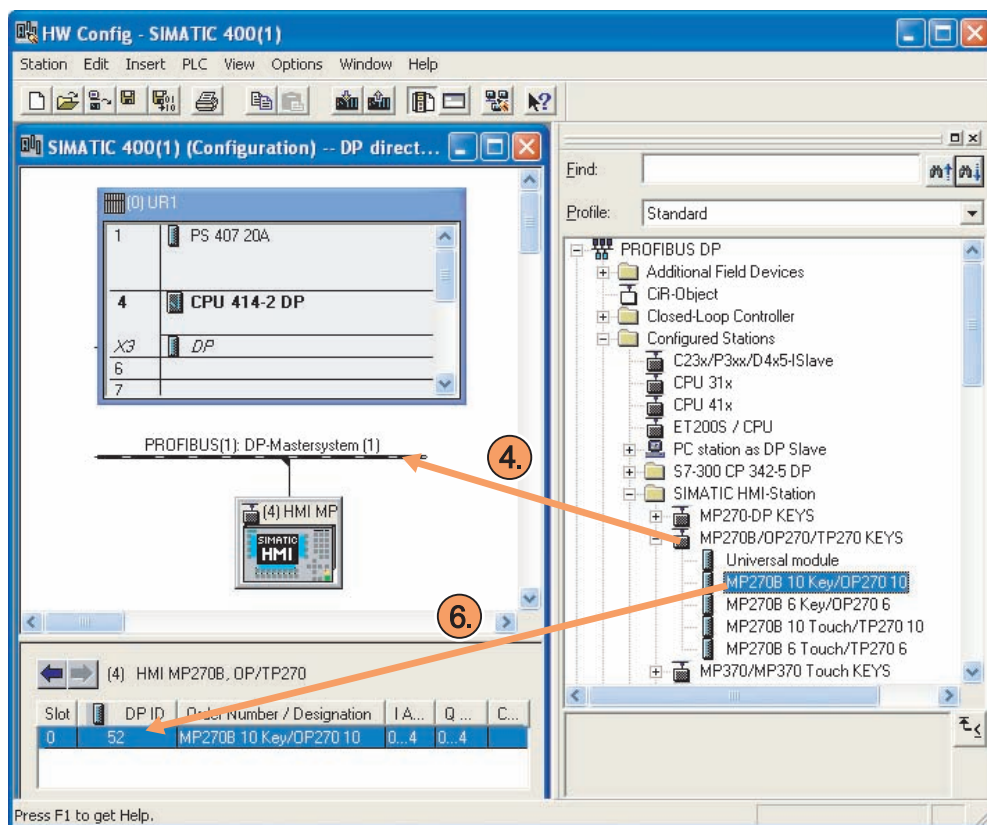 HW Config - SIMATIC 400(1)
Station Edit Insert PLC View Options Window Help
SIMATIC 400(1) (Configuration) -- DP direct...
(0) UR1
1 PS 407 20A
4 CPU 414-2 DP
X3 DP
6
7
PROFIBUS(1): DP-Mastersystem (1)
4.
(4) HMI MP
SIMATIC
HMI
6.
(4) HMI MP270B, OP/TP270
Slot DP ID Order Number / Designation I A... Q ... C...
0 52 MP270B 10 Key/OP270 10 0...4 0...4
Find:
Profile: Standard
PROFIBUS DP
Additional Field Devices
CiR-Object
Closed-Loop Controller
Configured Stations
C23x/P3xx/D4x5-ISlave
CPU 31x
CPU 41x
ET200S / CPU
PC station as DP Slave
S7-300 CP 342-5 DP
SIMATIC HMI-Station
MP270-DP KEYS
MP270B/OP270/TP270 KEYS
Universal module
MP270B 10 Key/OP270 10
MP270B 6 Key/OP270 6
MP270B 10 Touch/TP270 10
MP270B 6 Touch/TP270 6
MP370/MP370 Touch KEYS
Press F1 to get Help.